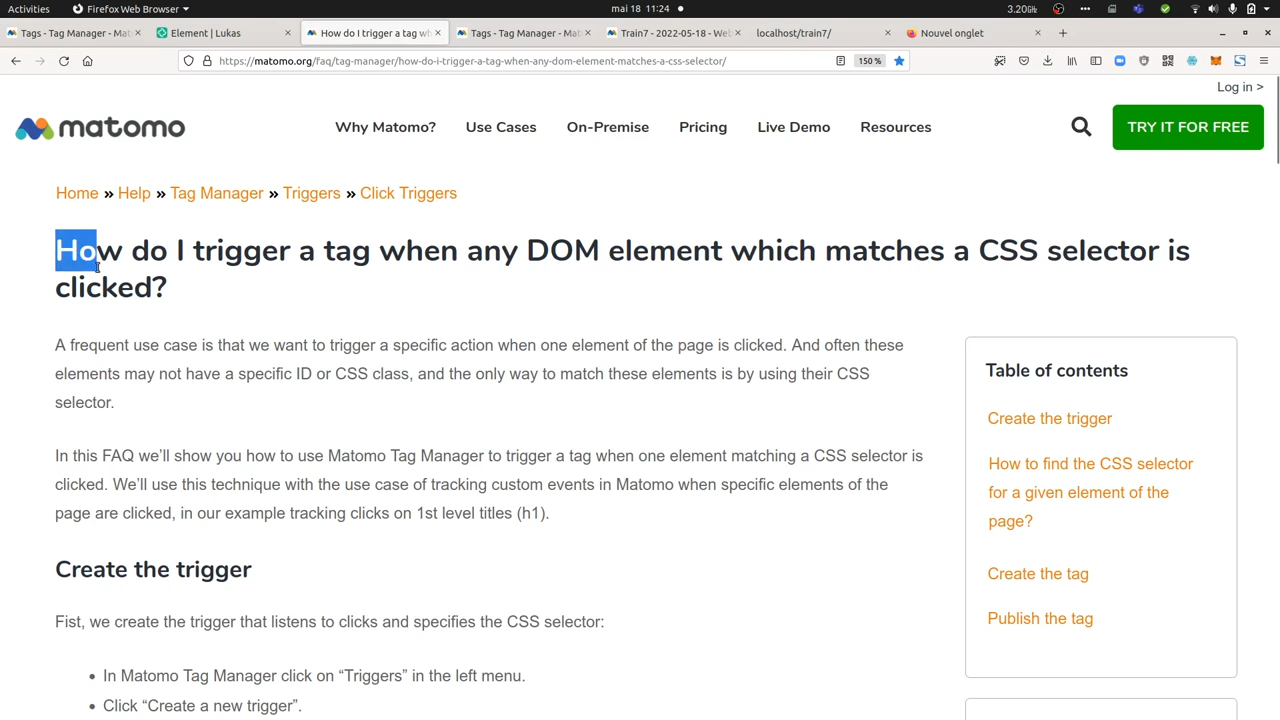 Activities
Firefox Web Browser
mai 18 11:24
3.20GHz
Tags - Tag Manager - Mat
Element | Lukas
How do I trigger a tag wh
Tags - Tag Manager - Mat
Train7 - 2022-05-18 - Web
localhost/train7/
Nouvel onglet
https://matomo.org/faq/tag-manager/how-do-i-trigger-a-tag-when-any-dom-element-matches-a-css-selector/
150 %
Log in >
matomo
Why Matomo?
Use Cases
On-Premise
Pricing
Live Demo
Resources
TRY IT FOR FREE
Home » Help » Tag Manager » Triggers » Click Triggers
How do I trigger a tag when any DOM element which matches a CSS selector is
clicked?
A frequent use case is that we want to trigger a specific action when one element of the page is clicked. And often these
elements may not have a specific ID or CSS class, and the only way to match these elements is by using their CSS
selector.
In this FAQ we’ll show you how to use Matomo Tag Manager to trigger a tag when one element matching a CSS selector is
clicked. We’ll use this technique with the use case of tracking custom events in Matomo when specific elements of the
page are clicked, in our example tracking clicks on 1st level titles (h1).
Create the trigger
Fist, we create the trigger that listens to clicks and specifies the CSS selector:
• In Matomo Tag Manager click on “Triggers” in the left menu.
• Click “Create a new trigger”.
Table of contents
Create the trigger
How to find the CSS selector
for a given element of the
page?
Create the tag
Publish the tag